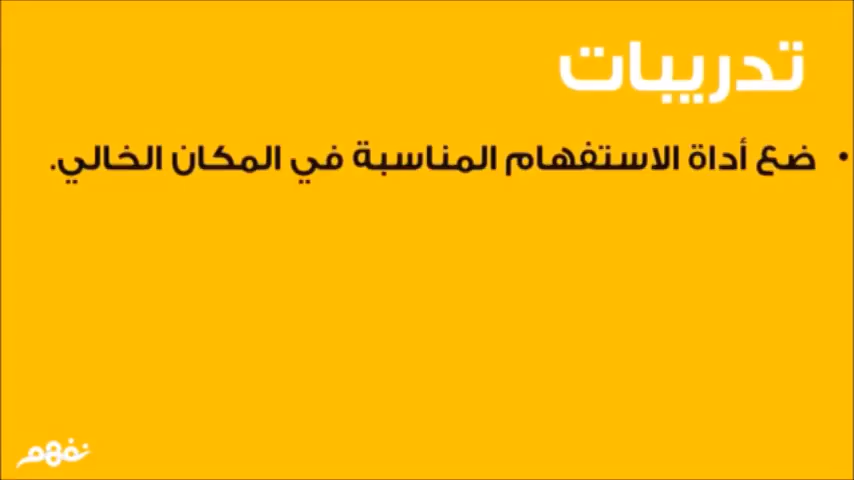 تدريبات
• ضع أداة الاستفهام المناسبة في المكان الخالي.
نفهم